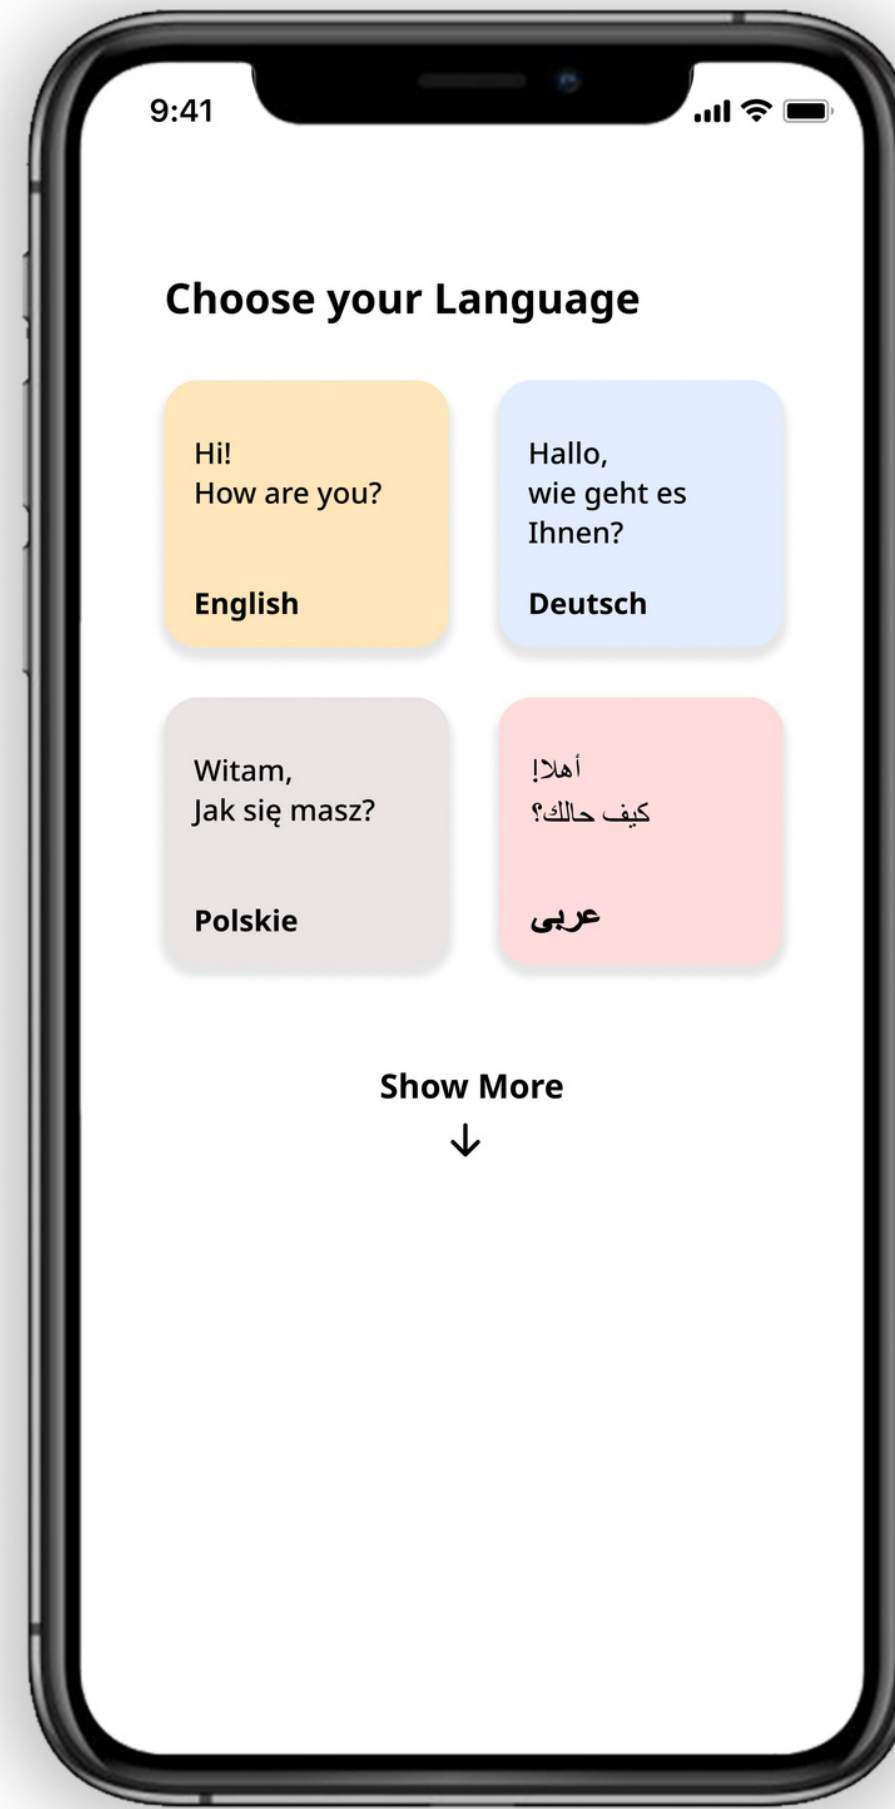 9:41
Choose your Language
Hi!
How are you?
English
Hallo,
wie geht es
Ihnen?
Deutsch
Witam,
Jak się masz?
Polskie
أهلا!
كيف حالك؟
عربى
Show More